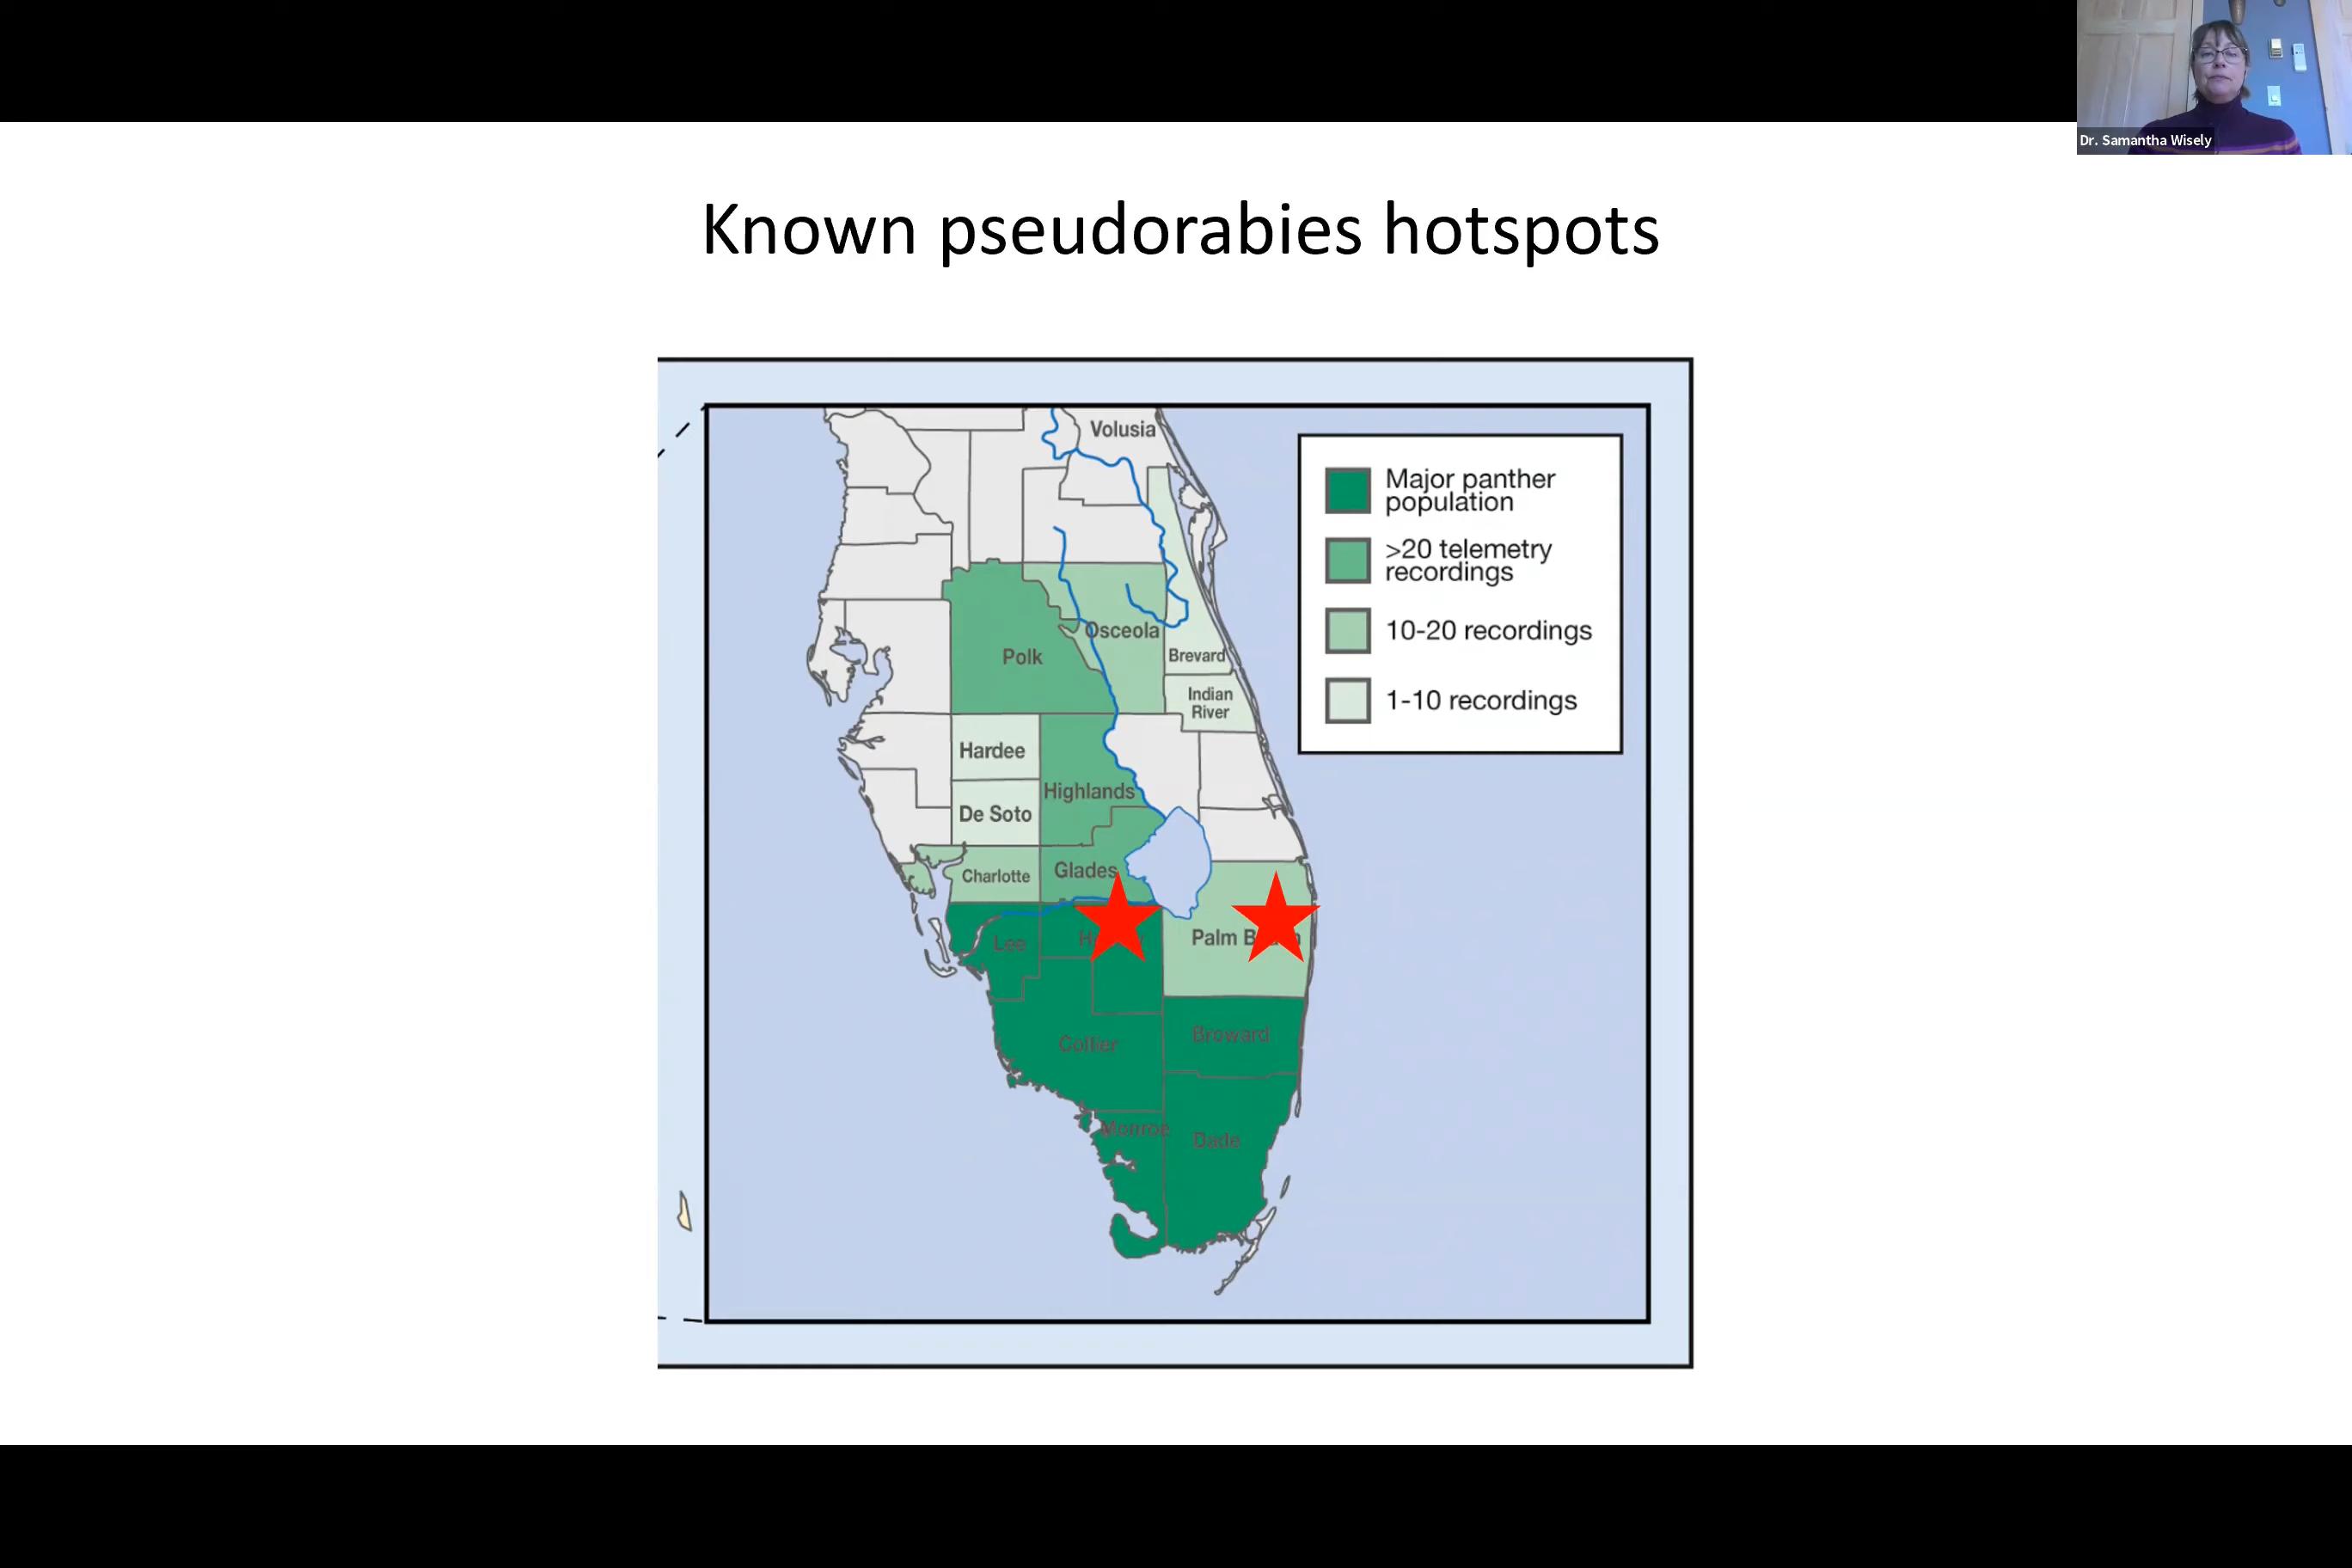 Dr. Samantha Wisely
Known pseudorabies hotspots
Volusia
Major panther
population
>20 telemetry
recordings
10-20 recordings
1-10 recordings
Osceola
Polk
Brevard
Indian
River
Hardee
Highlands
De Soto
Glades
Charlotte
Lee
Palm
Broward
Collier
Monroe
Dade